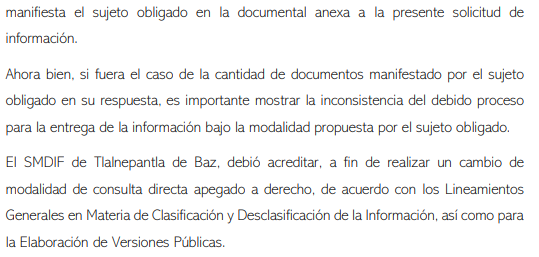 manifiesta el sujeto obligado en la documental anexa a la presente solicitud de
información.
Ahora bien, si fuera el caso de la cantidad de documentos manifestado por el sujeto
obligado en su respuesta, es importante mostrar la inconsistencia del debido proceso
para la entrega de la información bajo la modalidad propuesta por el sujeto obligado.
El SMDIF de Tlalnepantla de Baz, debió acreditar, a fin de realizar un cambio de
modalidad de consulta directa apegado a derecho, de acuerdo con los Lineamientos
Generales en Materia de Clasificación y Desclasificación de la Información, así como para
la Elaboración de Versiones Públicas.